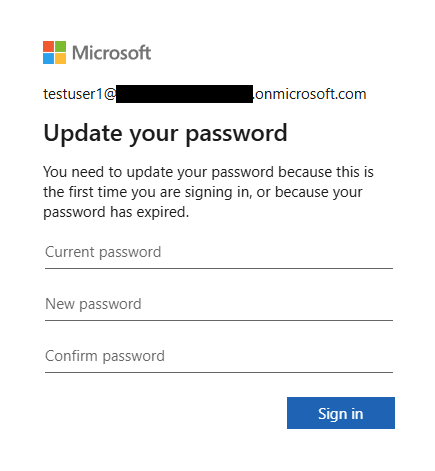 Microsoft
testuser1@ .onmicrosoft.com
Update your password
You need to update your password because this is
the first time you are signing in, or because your
password has expired.
Current password
New password
Confirm password
Sign in